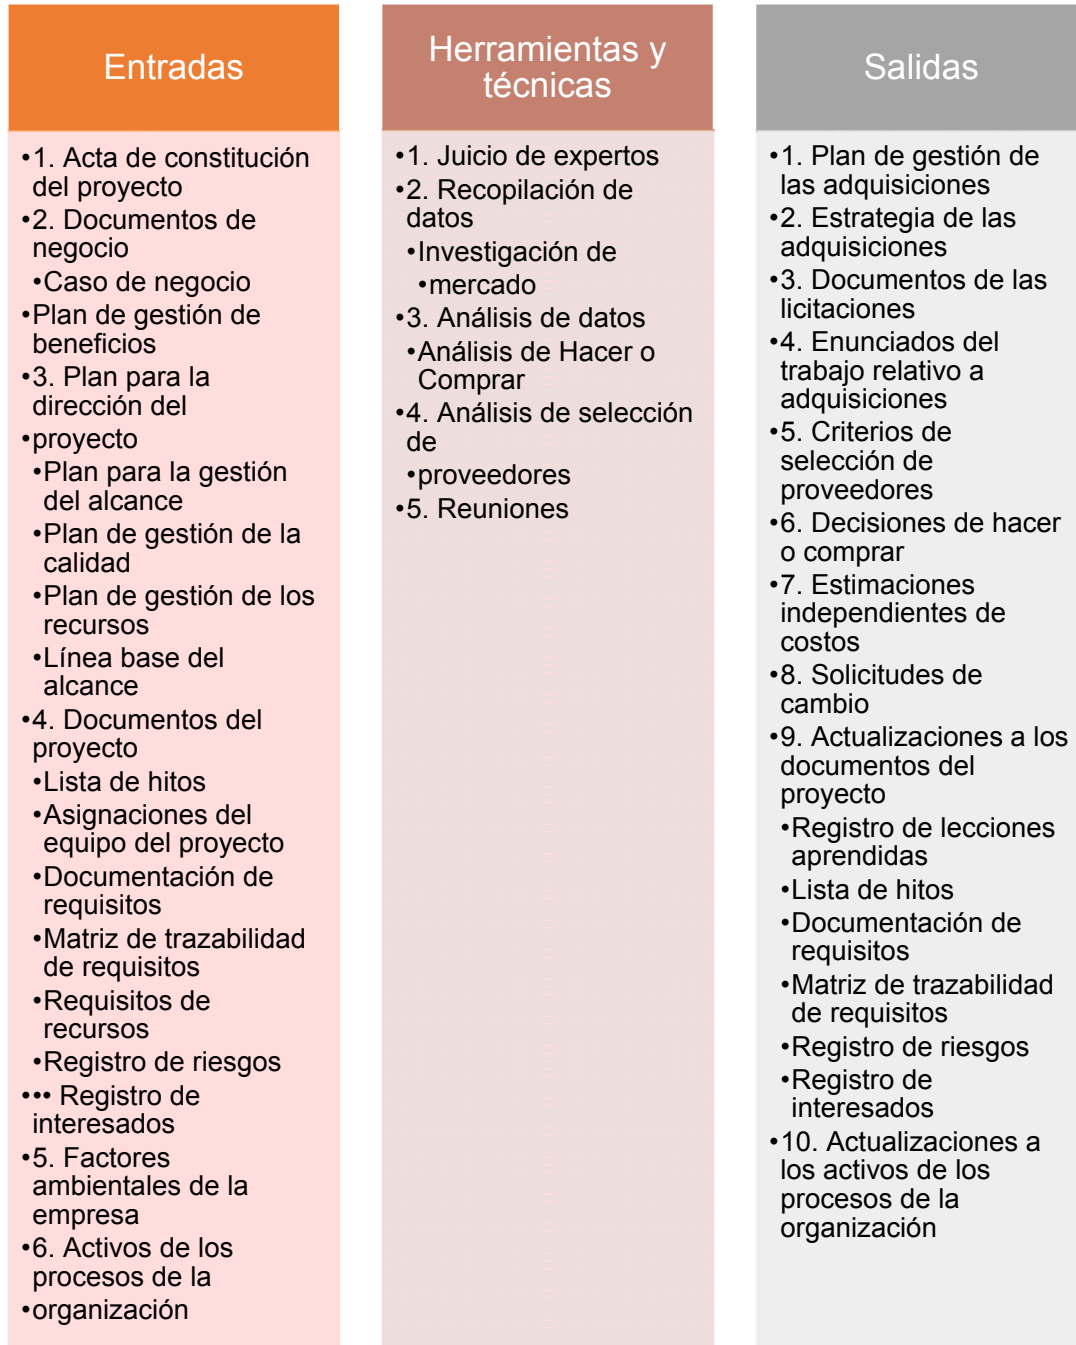 Entradas
•1. Acta de constitución
del proyecto
•2. Documentos de
negocio
•Caso de negocio
•Plan de gestión de
beneficios
•3. Plan para la
dirección del
•proyecto
•Plan para la gestión
del alcance
•Plan de gestión de la
calidad
•Plan de gestión de los
recursos
•Línea base del
alcance
•4. Documentos del
proyecto
•Lista de hitos
•Asignaciones del
equipo del proyecto
•Documentación de
requisitos
•Matriz de trazabilidad
de requisitos
•Requisitos de
recursos
•Registro de riesgos
••• Registro de
interesados
•5. Factores
ambientales de la
empresa
•6. Activos de los
procesos de la
•organización
Herramientas y
técnicas
•1. Juicio de expertos
•2. Recopilación de
datos
•Investigación de
•mercado
•3. Análisis de datos
•Análisis de Hacer o
Comprar
•4. Análisis de selección
de
•proveedores
•5. Reuniones
Salidas
•1. Plan de gestión de
las adquisiciones
•2. Estrategia de las
adquisiciones
•3. Documentos de las
licitaciones
•4. Enunciados del
trabajo relativo a
adquisiciones
•5. Criterios de
selección de
proveedores
•6. Decisiones de hacer
o comprar
•7. Estimaciones
independientes de
costos
•8. Solicitudes de
cambio
•9. Actualizaciones a los
documentos del
proyecto
•Registro de lecciones
aprendidas
•Lista de hitos
•Documentación de
requisitos
•Matriz de trazabilidad
de requisitos
•Registro de riesgos
•Registro de
interesados
•10. Actualizaciones a
los activos de los
procesos de la
organización